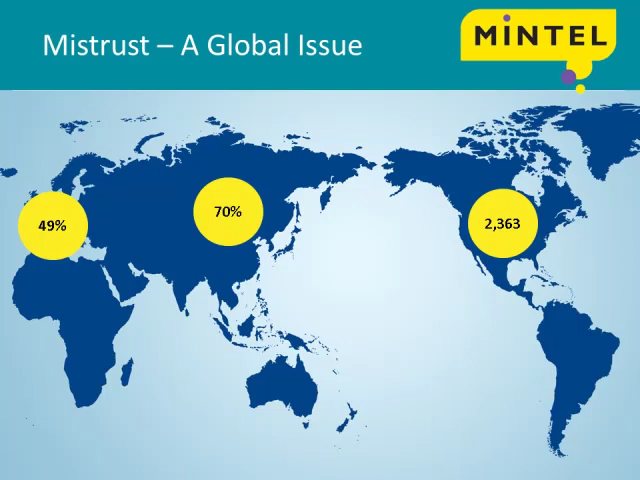 Mistrust – A Global Issue
MiNTEL
49%
70%
2,363